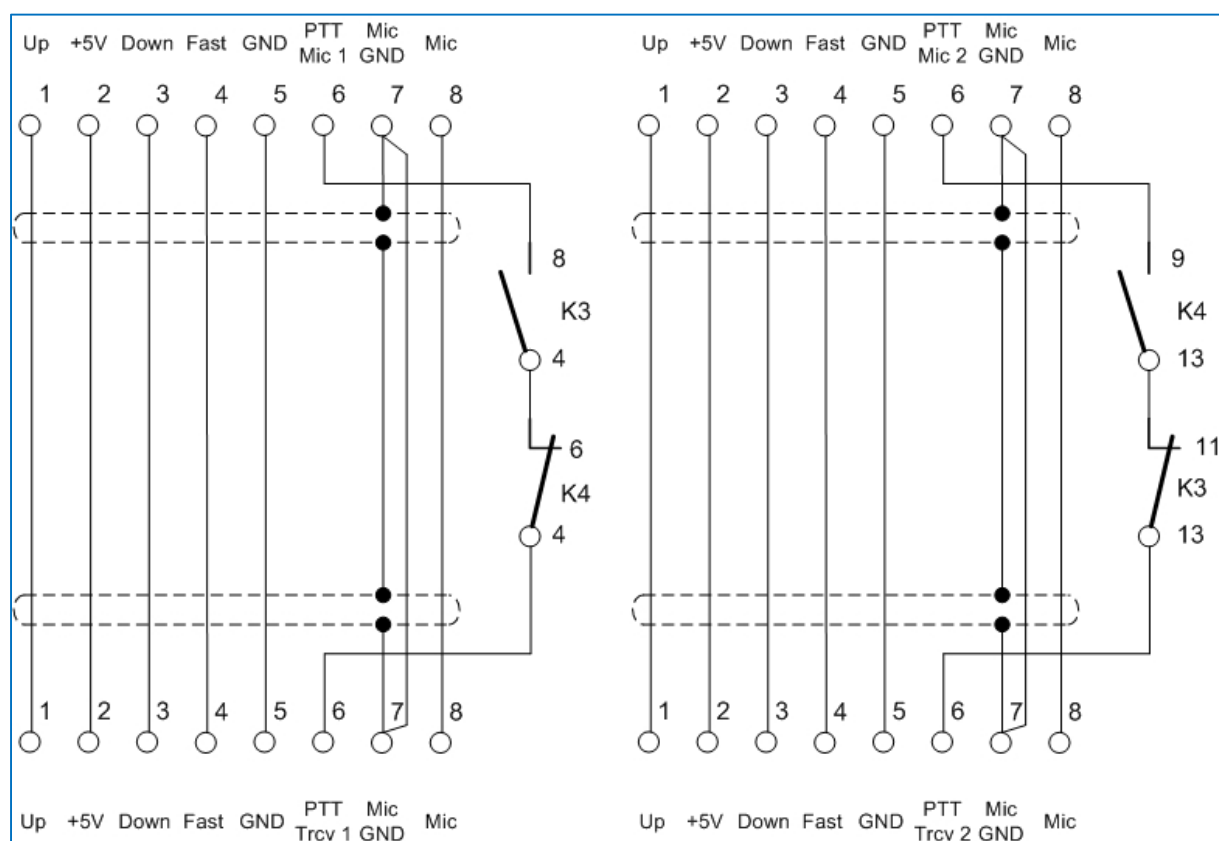 Up +5V Down Fast GND PTT Mic 1 Mic GND Mic Up +5V Down Fast GND PTT Mic 2 Mic GND Mic
1 2 3 4 5 6 7 8 1 2 3 4 5 6 7 8
8 9
K3 K4
4 13
6 11
K4 K3
4 13
1 2 3 4 5 6 7 8 1 2 3 4 5 6 7 8
Up +5V Down Fast GND PTT Trcv 1 Mic GND Mic Up +5V Down Fast GND PTT Trcv 2 Mic GND Mic